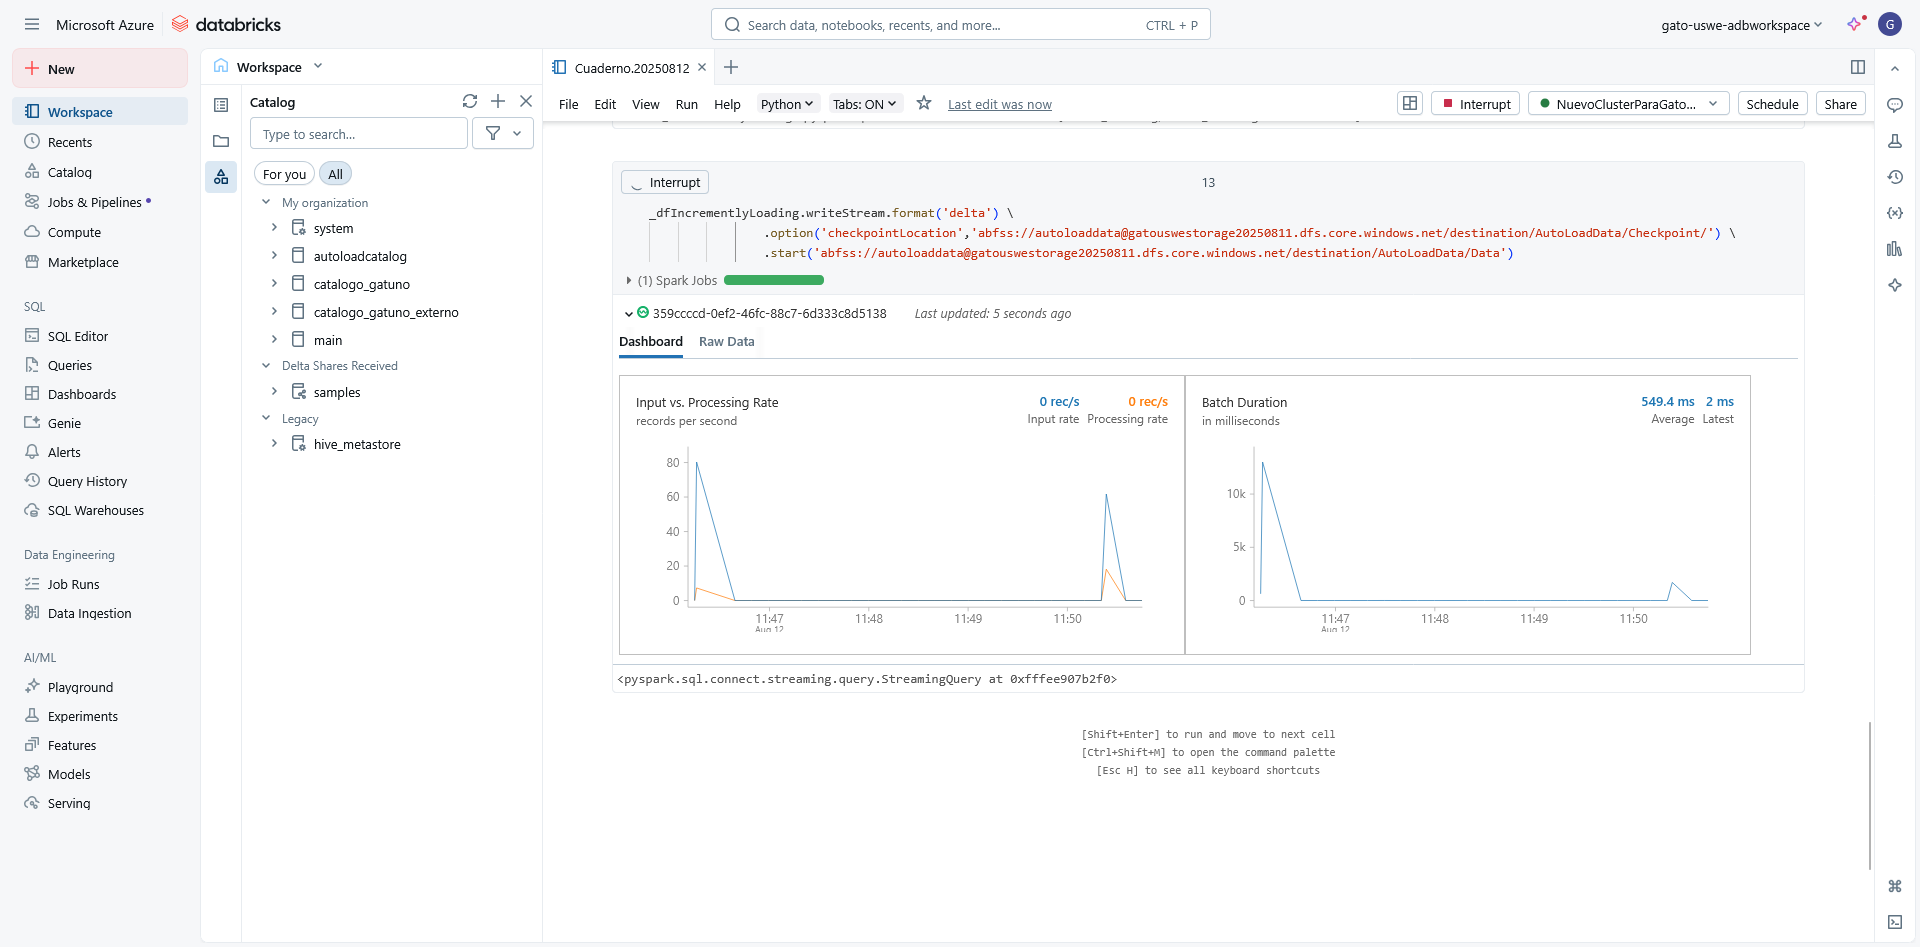 Microsoft Azure
databricks
Search data, notebooks, recents, and more...
CTRL + P
gato-uswe-adbworkspace
G
New
Workspace
Recents
Catalog
Jobs & Pipelines
Compute
Marketplace
SQL
SQL Editor
Queries
Dashboards
Genie
Alerts
Query History
SQL Warehouses
Data Engineering
Job Runs
Data Ingestion
AI/ML
Playground
Experiments
Features
Models
Serving
Workspace
Catalog
Type to search...
For you
All
My organization
system
autoloadcatalog
catalogo_gatuno
catalogo_gatuno_externo
main
Delta Shares Received
samples
Legacy
hive_metastore
Cuaderno.20250812
File Edit View Run Help Python Tabs: ON Last edit was now
Interrupt
NuevoClusterParaGato...
Schedule
Share
Interrupt
13
_dfIncrementlyLoading.writeStream.format('delta') \
.option('checkpointLocation','abfss://autoloaddata@gatouswestorage20250811.dfs.core.windows.net/destination/AutoLoadData/Checkpoint/') \
.start('abfss://autoloaddata@gatouswestorage20250811.dfs.core.windows.net/destination/AutoLoadData/Data')
(1) Spark Jobs
359ccccd-0ef2-46fc-88c7-6d333c8d5138 Last updated: 5 seconds ago
Dashboard Raw Data
Input vs. Processing Rate
records per second
0 rec/s
Input rate
0 rec/s
Processing rate
80
60
40
20
0
11:47 11:48 11:49 11:50
Aug 12
Batch Duration
in milliseconds
549.4 ms
Average
2 ms
Latest
10k
5k
0
11:47 11:48 11:49 11:50
Aug 12
<pyspark.sql.connect.streaming.query.StreamingQuery at 0xfffee907b2f0>
[Shift+Enter] to run and move to next cell
[Ctrl+Shift+M] to open the command palette
[Esc H] to see all keyboard shortcuts